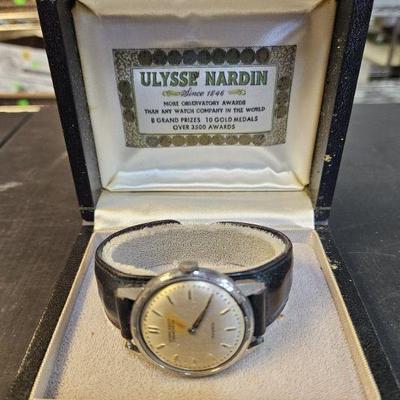 ULYSSE NARDIN
Since 1846
MORE OBSERVATORY AWARDS
THAN ANY WATCH COMPANY IN THE WORLD
8 GRAND PRIZES 10 GOLD MEDALS
OVER 3500 AWARDS